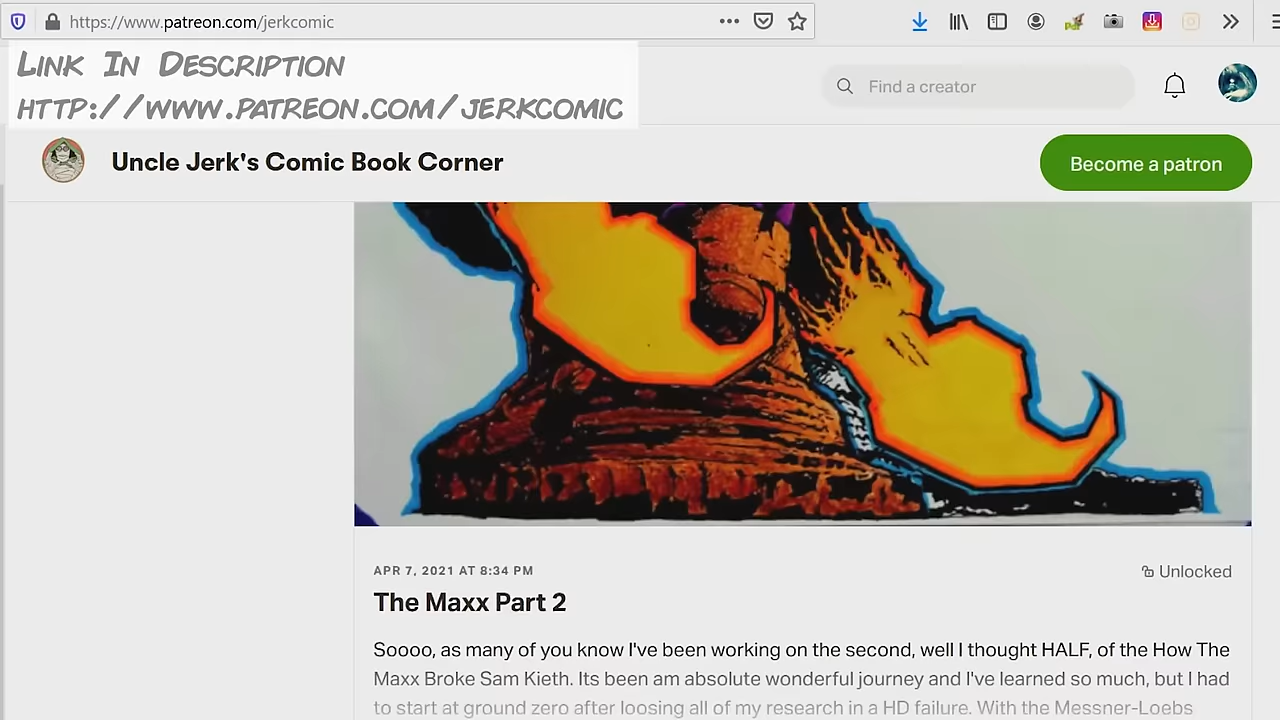 https://www.patreon.com/jerkcomic
Link In Description
http://www.patreon.com/jerkcomic
Find a creator
Uncle Jerk's Comic Book Corner
Become a patron
APR 7, 2021 AT 8:34 PM
Unlocked
The Maxx Part 2
Soooo, as many of you know I've been working on the second, well I thought HALF, of the How The
Maxx Broke Sam Kieth. Its been am absolute wonderful journey and I've learned so much, but I had
to start at ground zero after loosing all of my research in a HD failure. With the Messner-Loebs